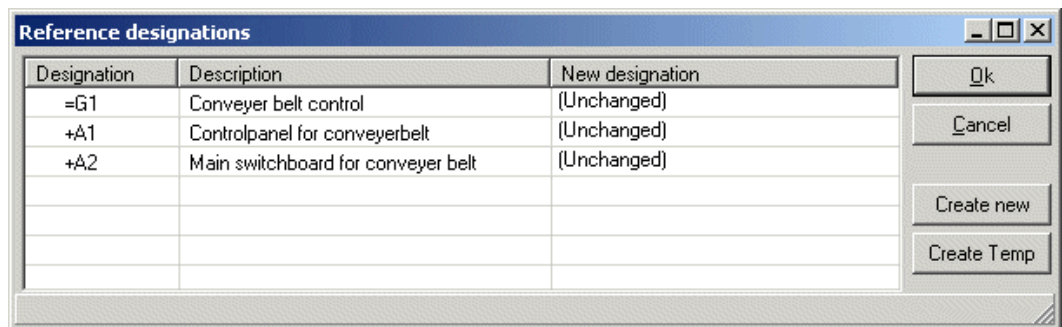 Reference designations
Designation Description New designation
=G1 Conveyer belt control (Unchanged)
+A1 Controlpanel for conveyerbelt (Unchanged)
+A2 Main switchboard for conveyer belt (Unchanged)
Ok
Cancel
Create new
Create Temp